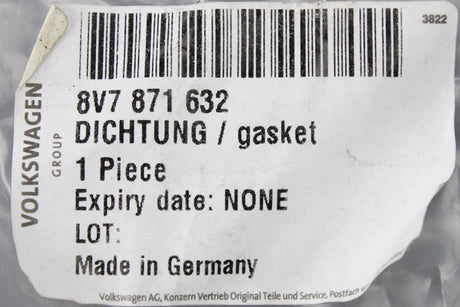 3822
VOLKSWAGEN
GROUP
8V7 871 632
DICHTUNG / gasket
1 Piece
Expiry date: NONE
LOT:
Made in Germany
Volkswagen AG, Konzern Vertrieb Original Teile und Service, Postfach